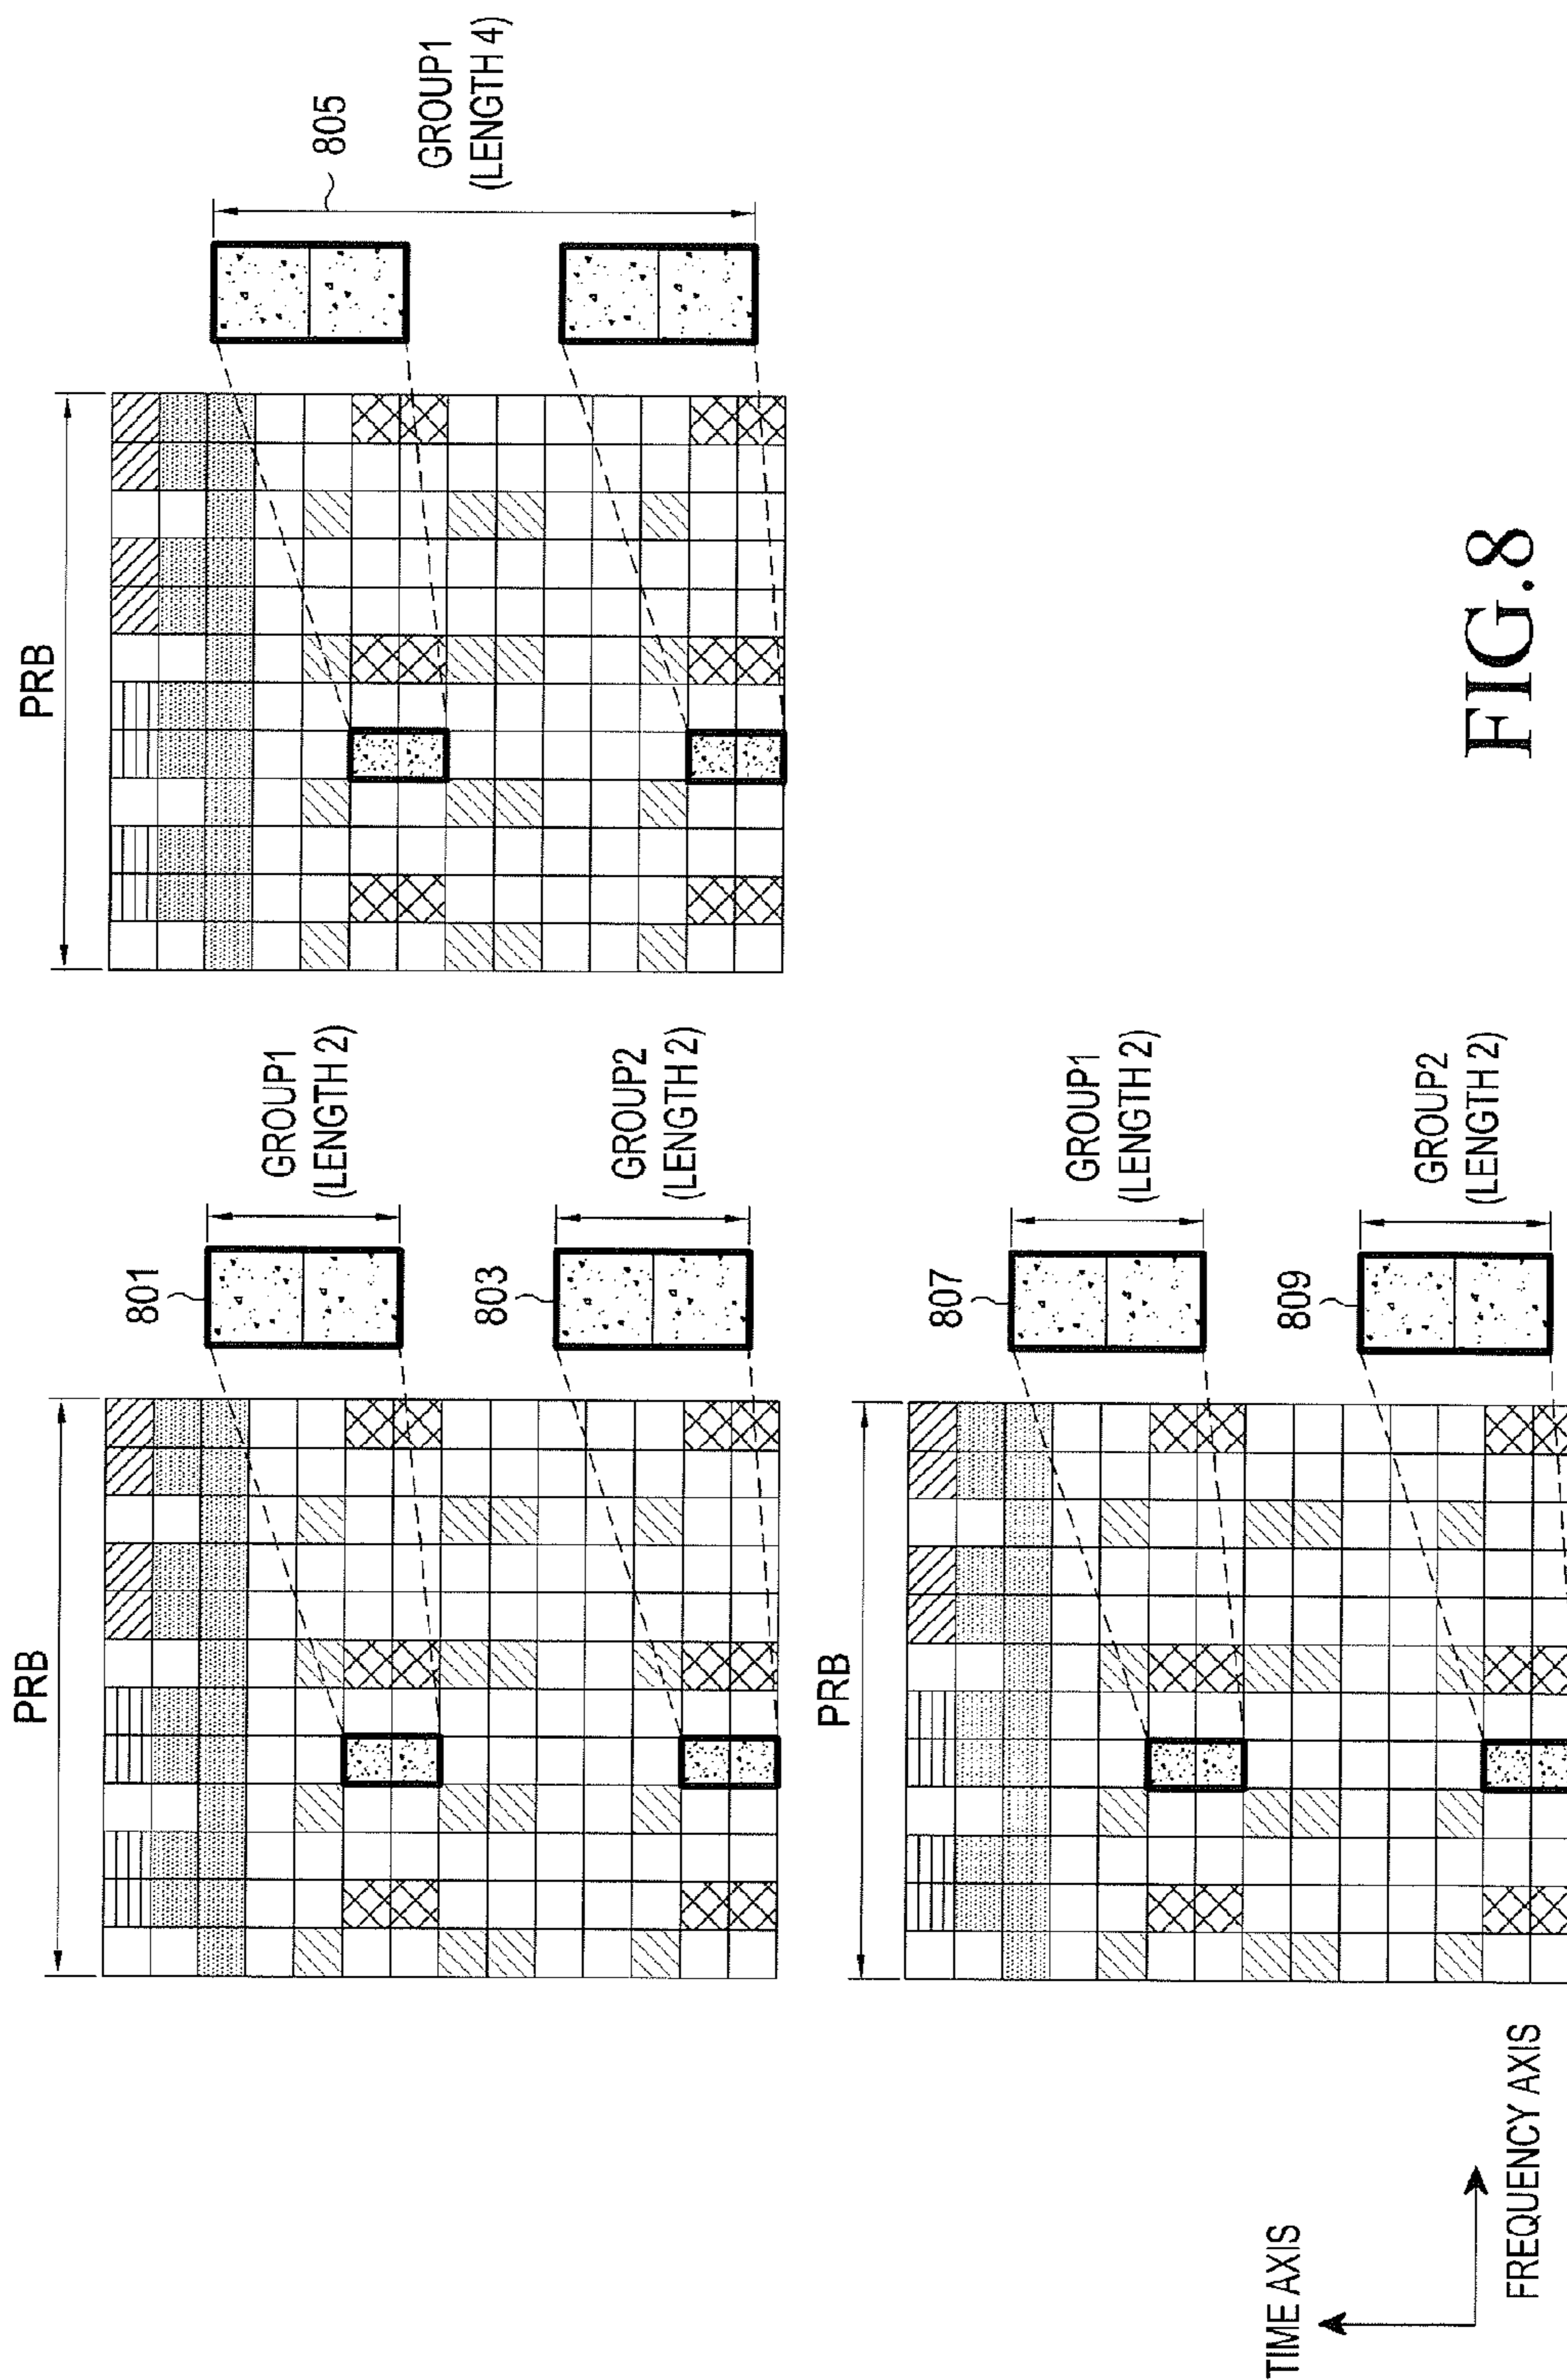 PRB
801
GROUP1
(LENGTH 2)
803
GROUP2
(LENGTH 2)
PRB
805
GROUP1
(LENGTH 4)
PRB
807
GROUP1
(LENGTH 2)
809
GROUP2
(LENGTH 2)
TIME AXIS
FREQUENCY AXIS
FIG.8